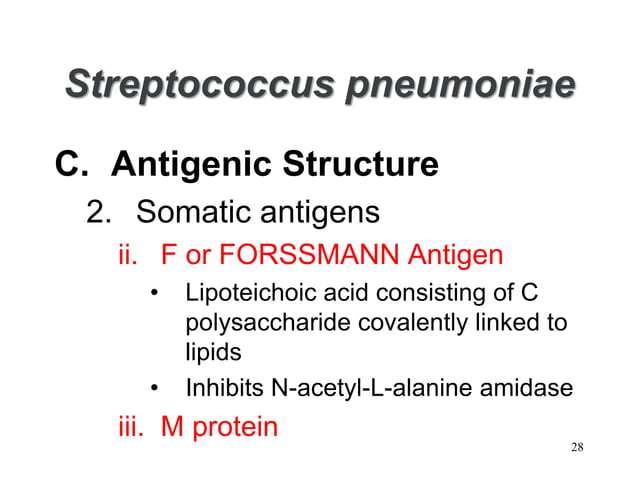 Streptococcus pneumoniae
C. Antigenic Structure
2. Somatic antigens
ii. F or FORSSMANN Antigen
• Lipoteichoic acid consisting of C
polysaccharide covalently linked to
lipids
• Inhibits N-acetyl-L-alanine amidase
iii. M protein
28